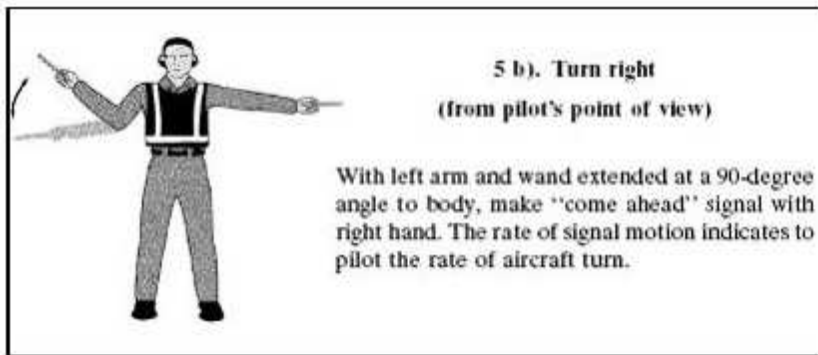 5 b). Turn right
(from pilot's point of view)
With left arm and wand extended at a 90-degree
angle to body, make "come ahead" signal with
right hand. The rate of signal motion indicates to
pilot the rate of aircraft turn.